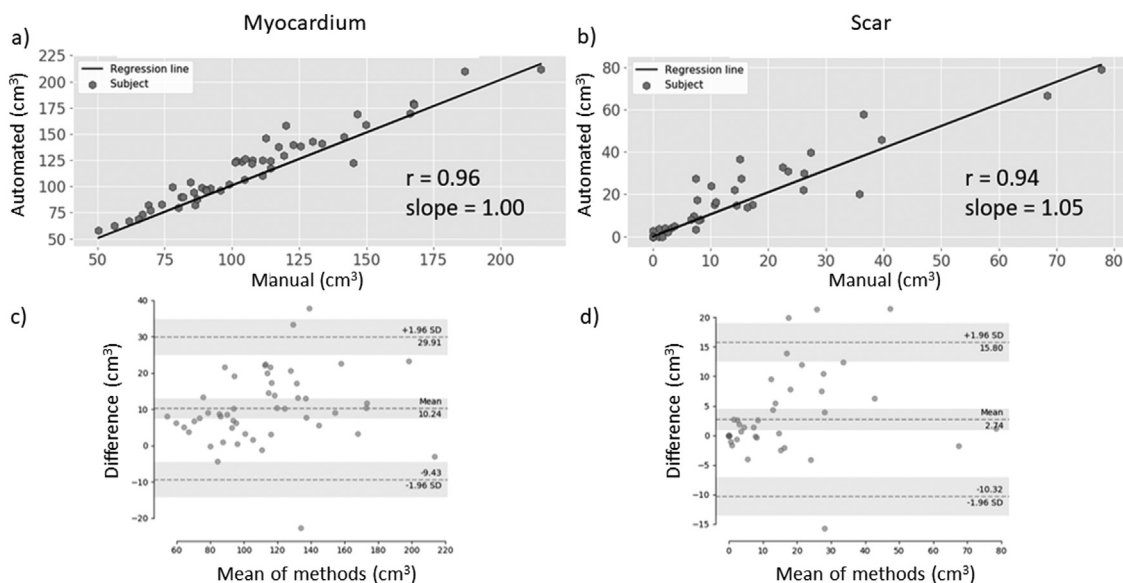 Myocardium
Scar
a)
b)
Automated (cm³)
225
200
175
150
125
100
75
50
Regression line
Subject
r = 0.96
slope = 1.00
50
75
100
125
150
175
200
Manual (cm³)
Automated (cm³)
80
60
40
20
0
Regression line
Subject
r = 0.94
slope = 1.05
0
10
20
30
40
50
60
70
80
Manual (cm³)
c)
d)
Difference (cm³)
40
30
20
10
0
−10
−20
+1.96 SD
29.91
Mean
10.24
-9.43
-1.96 SD
60
80
100
120
140
160
180
200
220
Mean of methods (cm³)
Difference (cm³)
20
15
10
5
0
−5
−10
−15
+1.96 SD
15.80
Mean
2.74
-10.32
-1.96 SD
0
10
20
30
40
50
60
70
80
Mean of methods (cm³)